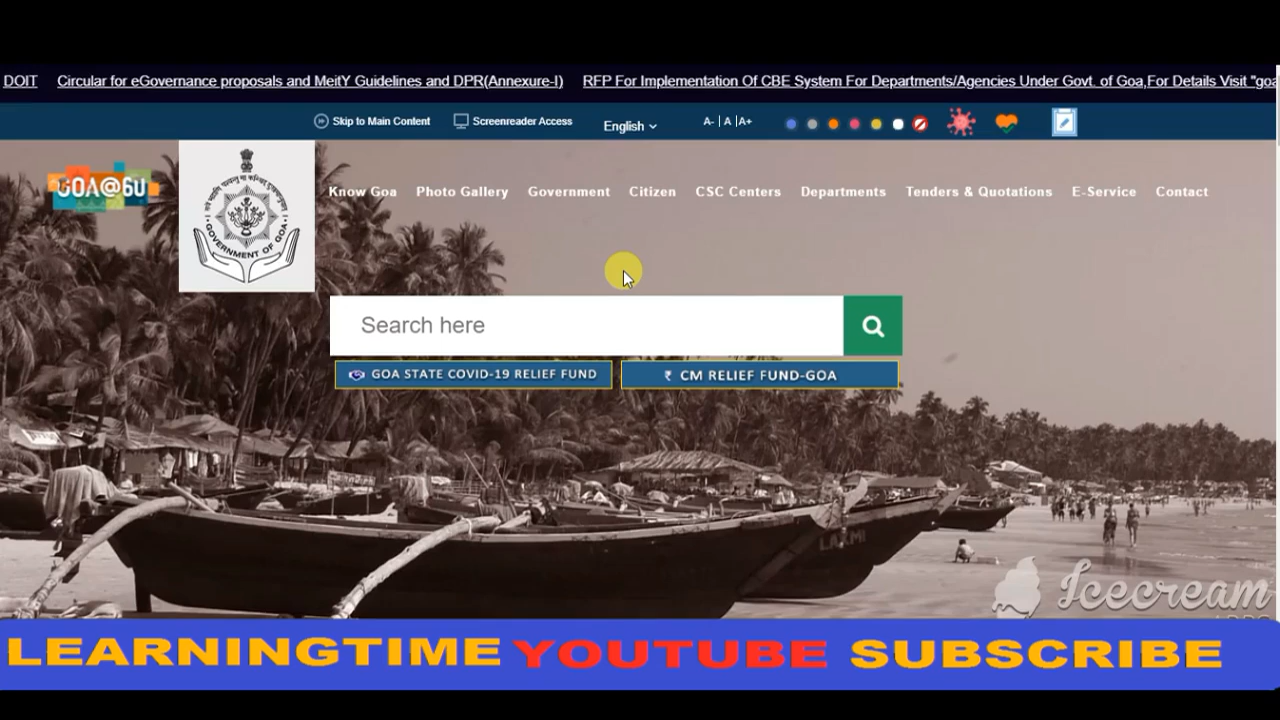 DOIT Circular for eGovernance proposals and MeitY Guidelines and DPR(Annexure-I) RFP For Implementation Of CBE System For Departments/Agencies Under Govt. of Goa,For Details Visit "goa
Skip to Main Content Screenreader Access English A- | A |A+
GOA@60
GOVERNMENT OF GOA
Know Goa Photo Gallery Government Citizen CSC Centers Departments Tenders & Quotations E-Service Contact
Search here
GOA STATE COVID-19 RELIEF FUND ₹ CM RELIEF FUND-GOA
LAXMI
Icecream
LEARNINGTIME YOUTUBE SUBSCRIBE